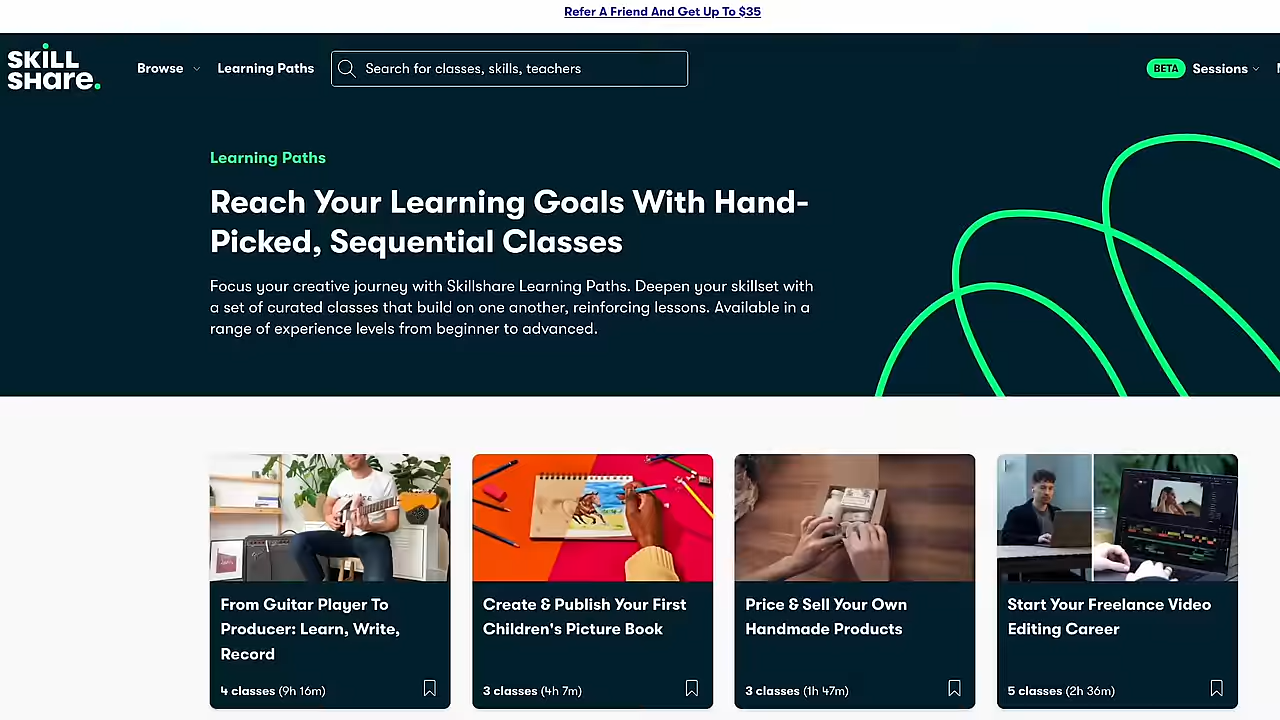 Refer A Friend And Get Up To $35
SKILL
SHare.
Browse
Learning Paths
Search for classes, skills, teachers
BETA
Sessions
Learning Paths
Reach Your Learning Goals With Hand-
Picked, Sequential Classes
Focus your creative journey with Skillshare Learning Paths. Deepen your skillset with
a set of curated classes that build on one another, reinforcing lessons. Available in a
range of experience levels from beginner to advanced.
From Guitar Player To
Producer: Learn, Write,
Record
4 classes (9h 16m)
Create & Publish Your First
Children's Picture Book
3 classes (4h 7m)
Price & Sell Your Own
Handmade Products
3 classes (1h 47m)
Start Your Freelance Video
Editing Career
5 classes (2h 36m)